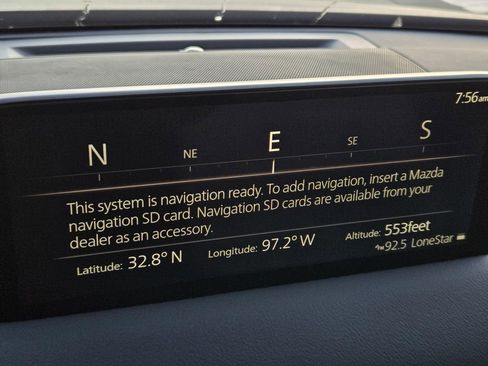 7:56am
N NE E SE S
This system is navigation ready. To add navigation, insert a Mazda
navigation SD card. Navigation SD cards are available from your
dealer as an accessory.
Latitude: 32.8° N Longitude: 97.2° W Altitude: 553feet
FM 92.5 LoneStar